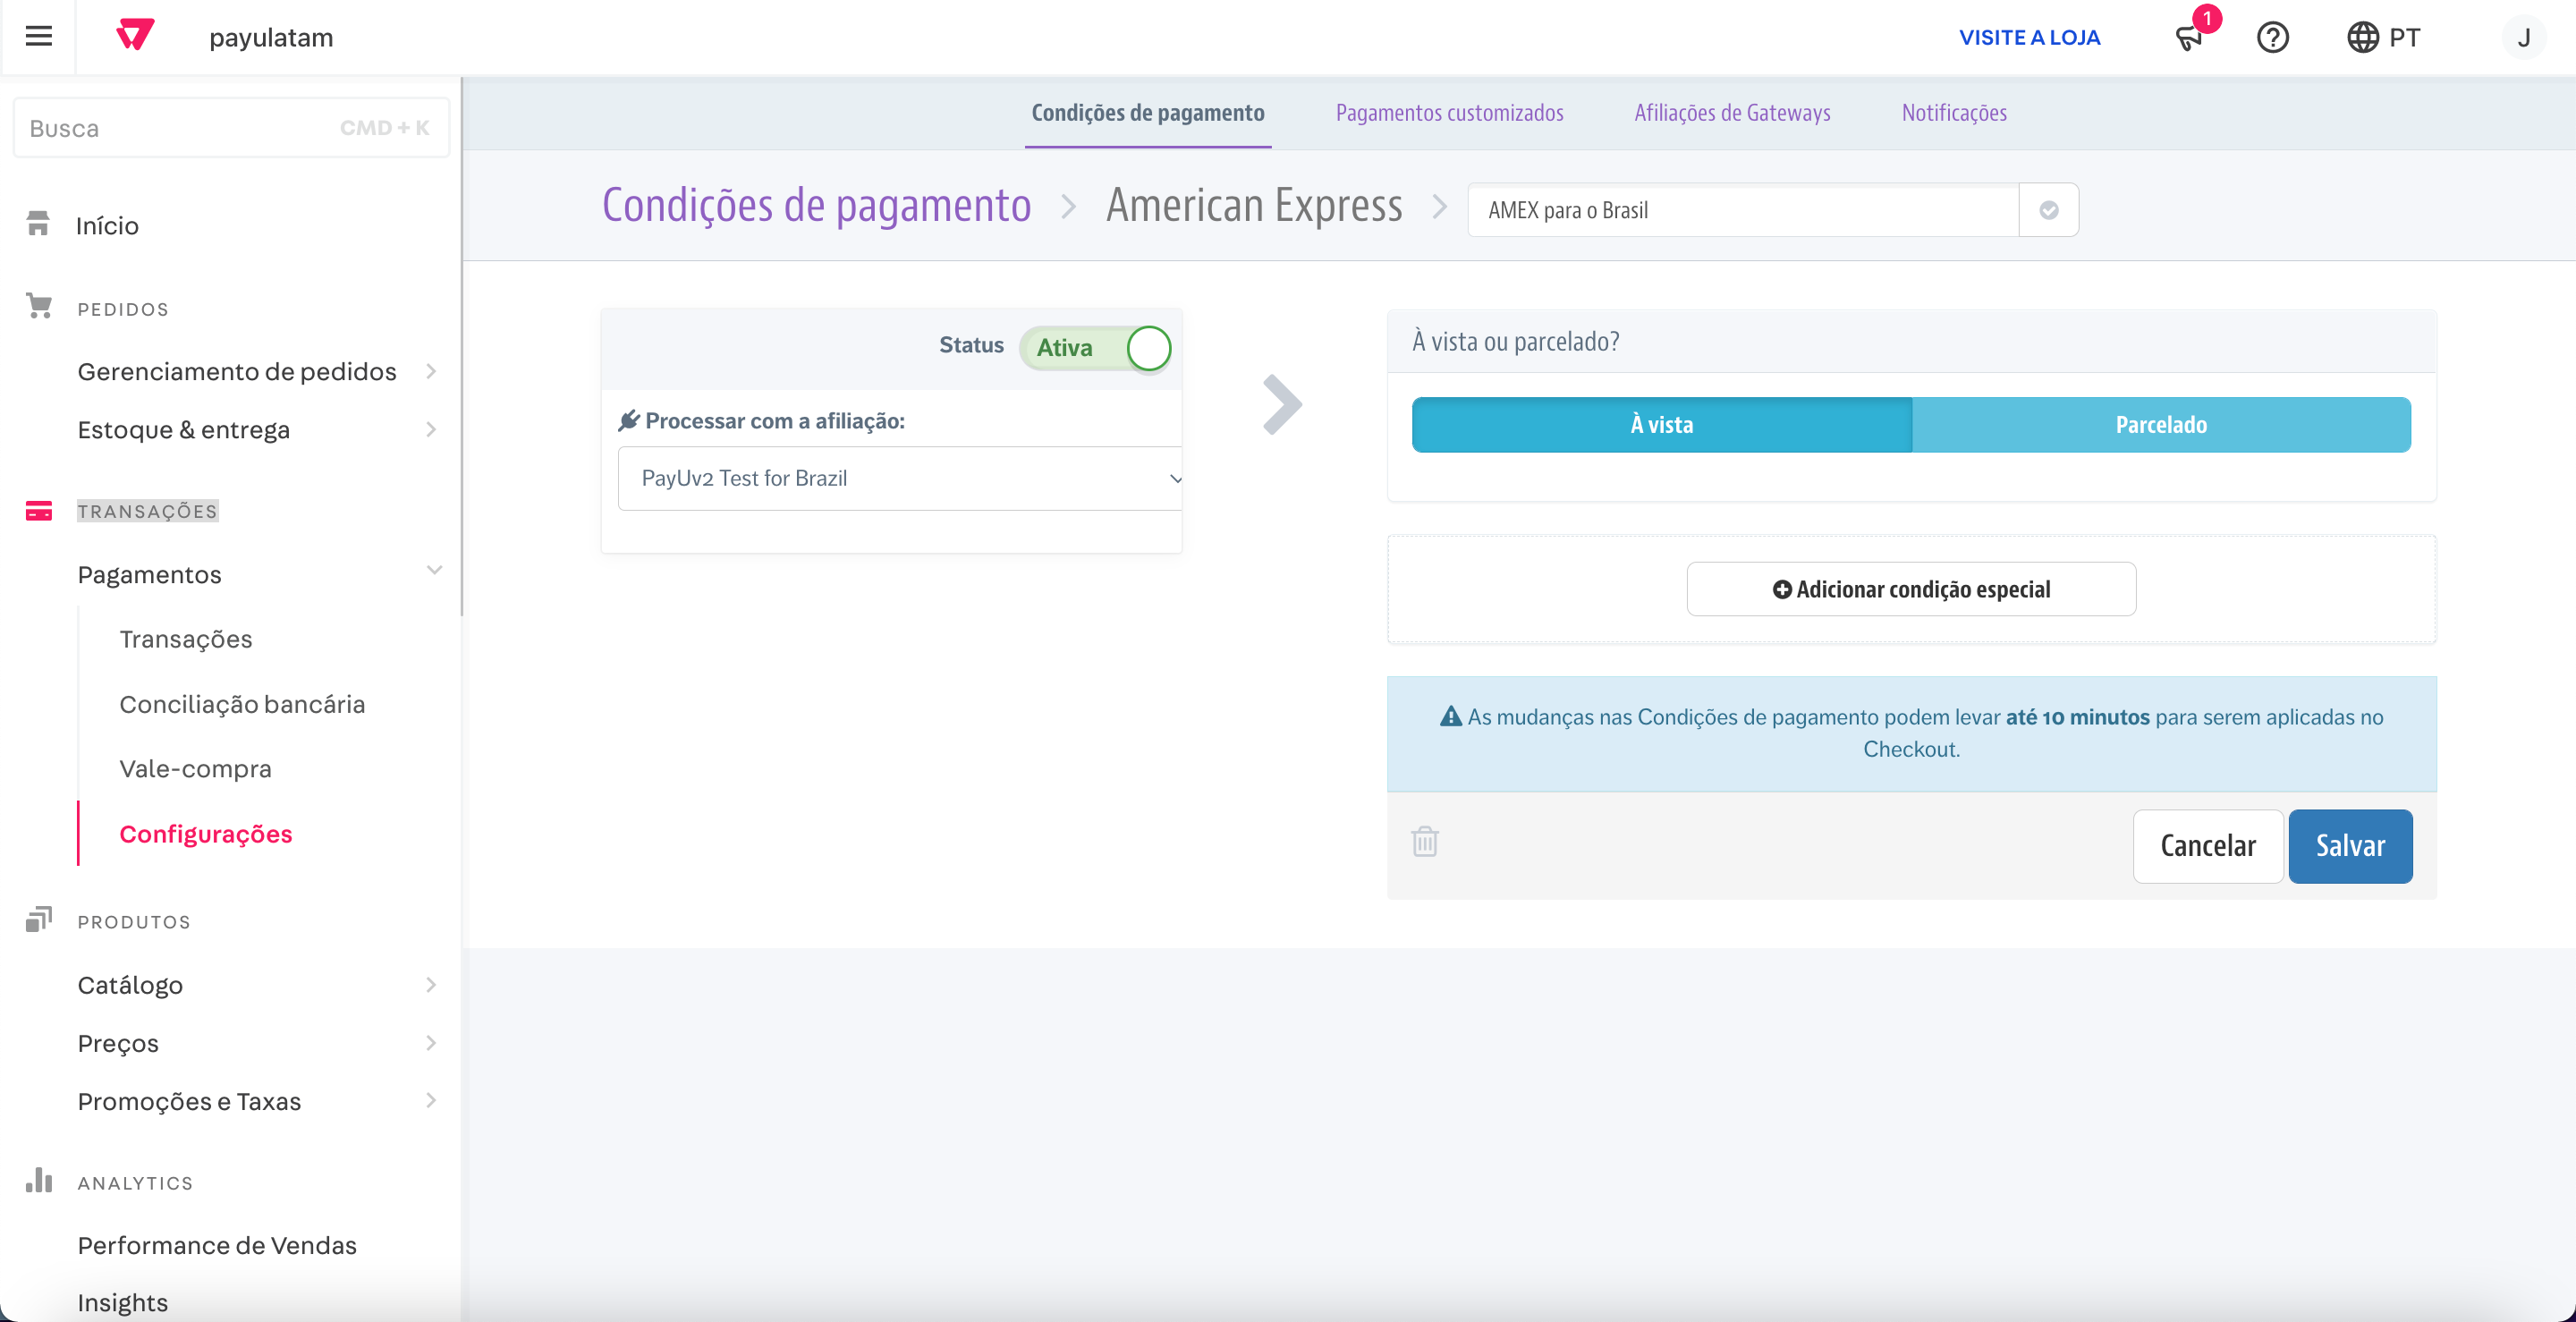 payulatam
VISITE A LOJA
1
PT
J
Busca
CMD + K
Início
PEDIDOS
Gerenciamento de pedidos
Estoque & entrega
TRANSAÇÕES
Pagamentos
Transações
Conciliação bancária
Vale-compra
Configurações
PRODUTOS
Catálogo
Preços
Promoções e Taxas
ANALYTICS
Performance de Vendas
Insights
Condições de pagamento
Pagamentos customizados
Afiliações de Gateways
Notificações
Condições de pagamento
American Express
AMEX para o Brasil
Status
Ativa
Processar com a afiliação:
PayUv2 Test for Brazil
À vista ou parcelado?
À vista
Parcelado
Adicionar condição especial
As mudanças nas Condições de pagamento podem levar até 10 minutos para serem aplicadas no
Checkout.
Cancelar
Salvar